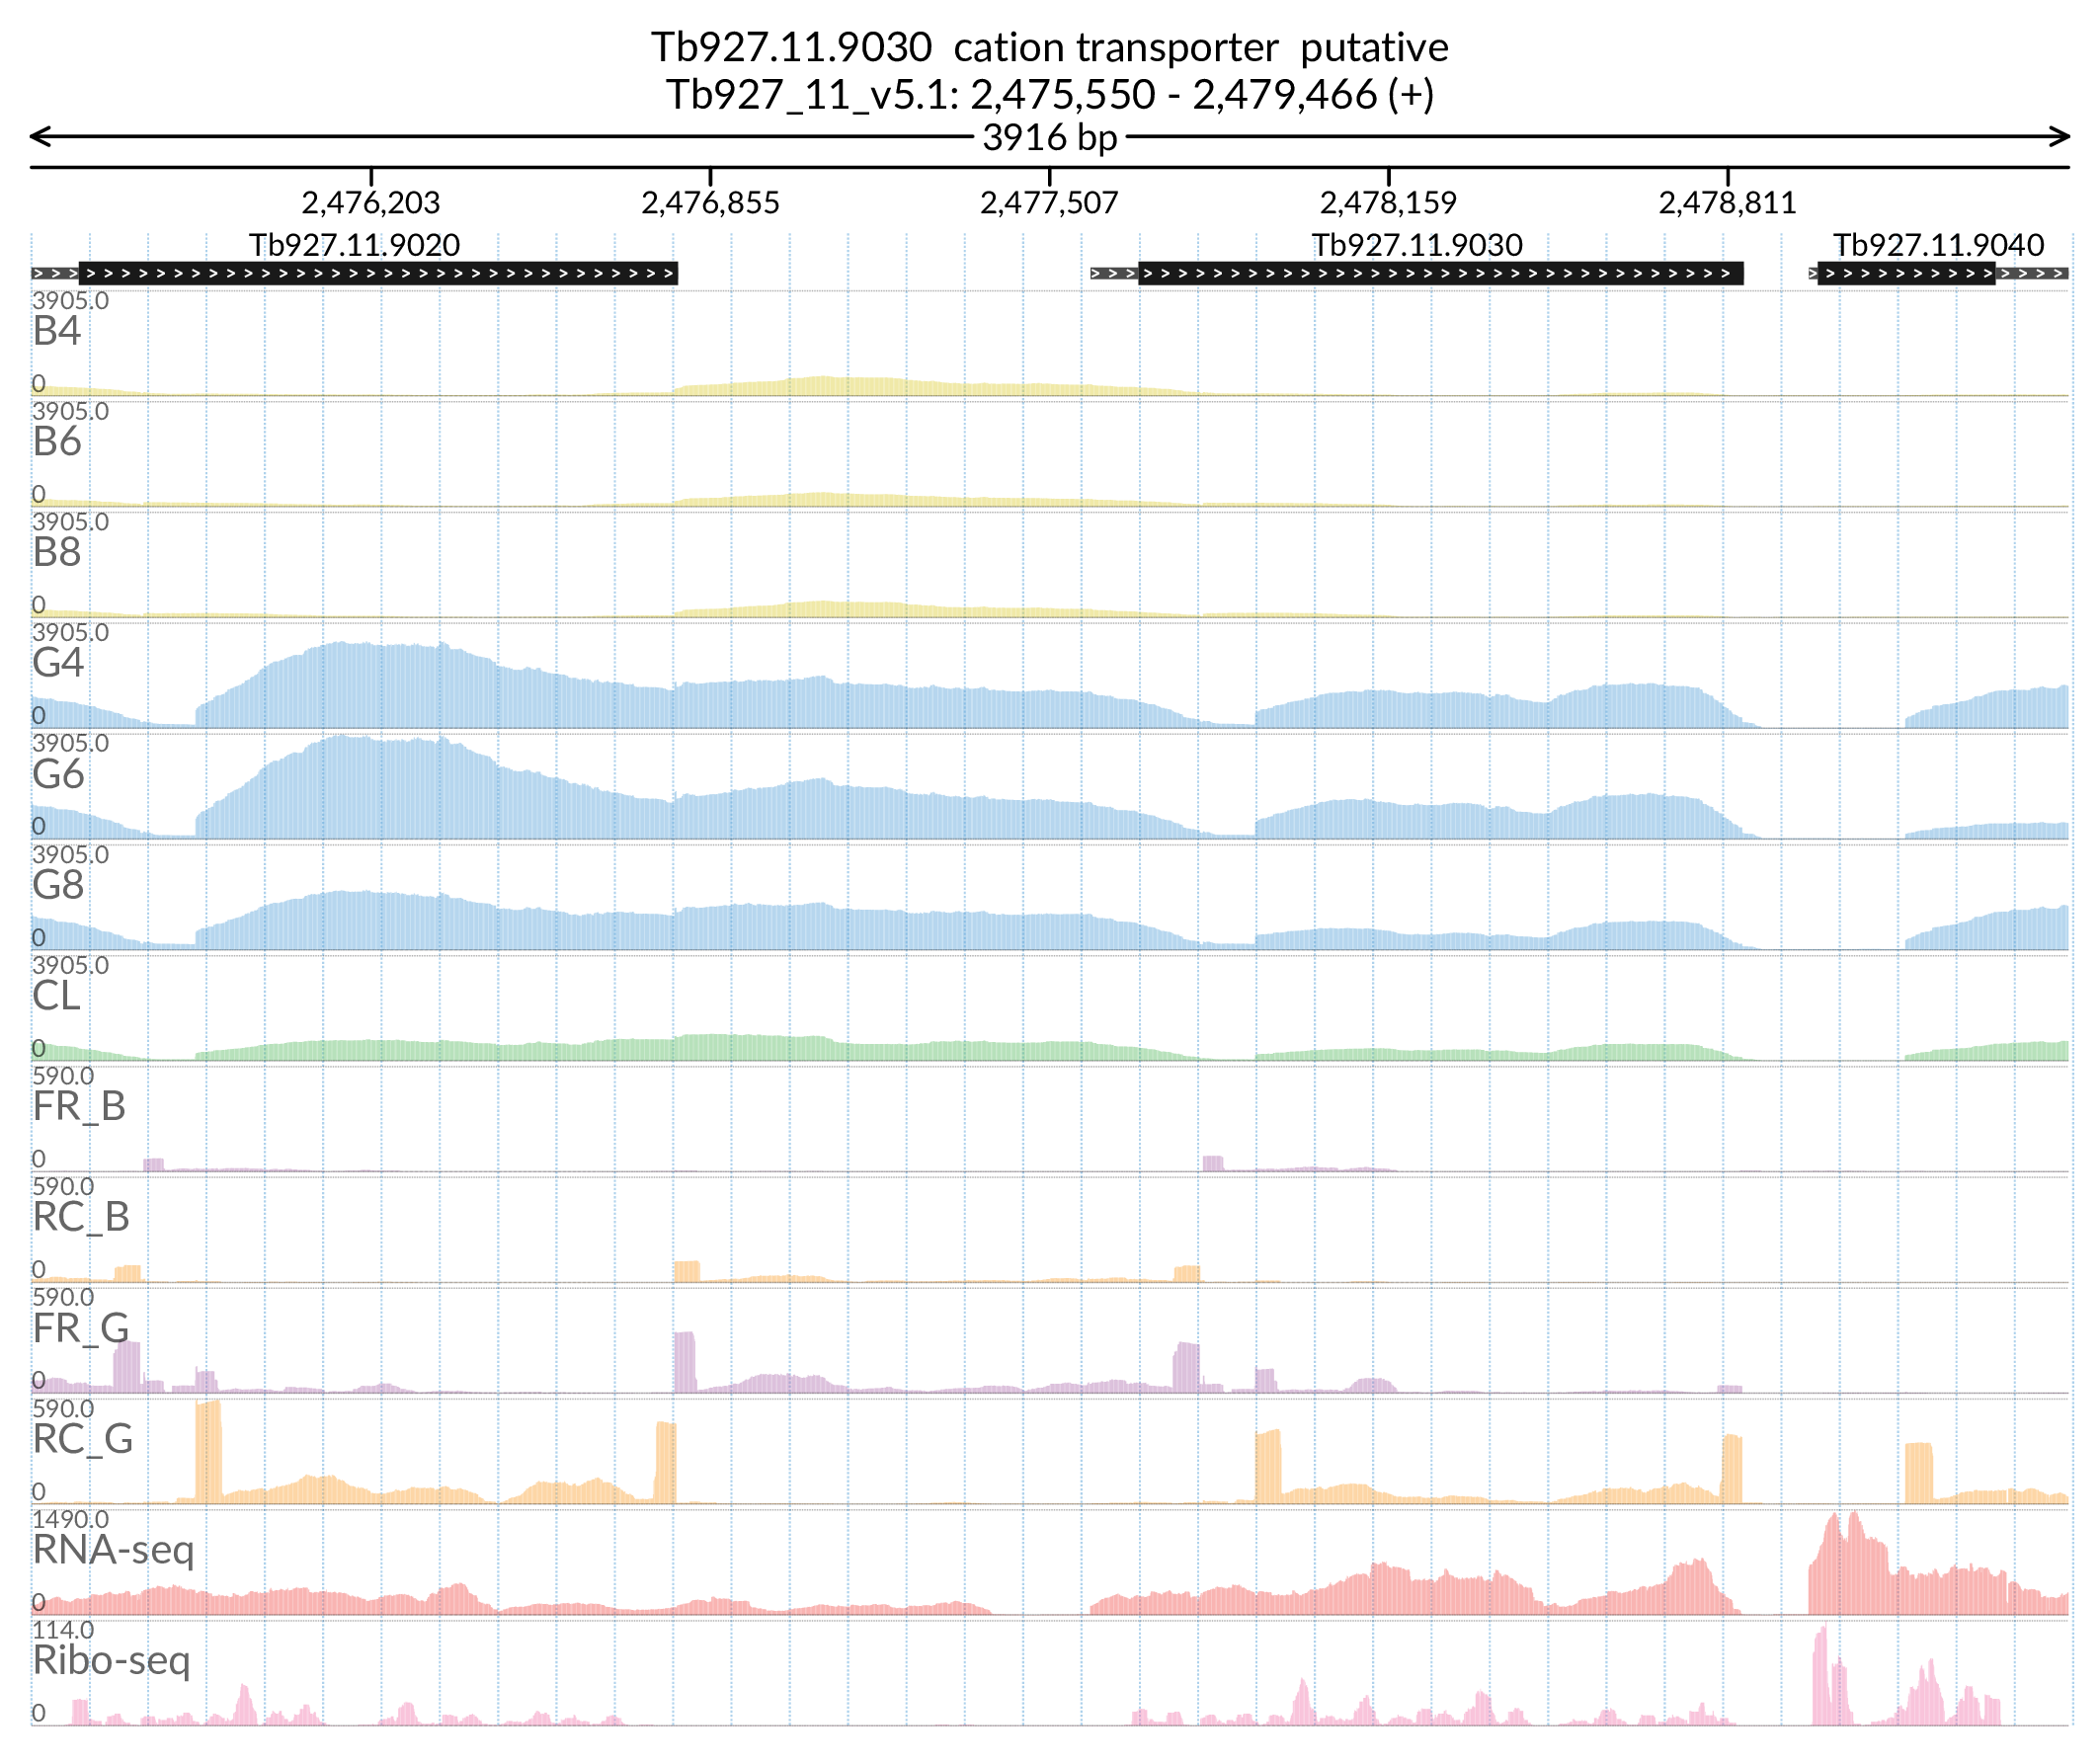 Tb927.11.9030 cation transporter putative
Tb927_11_v5.1: 2,475,550 - 2,479,466 (+)
3916 bp
2,476,203 2,476,855 2,477,507 2,478,159 2,478,811
Tb927.11.9020 Tb927.11.9030 Tb927.11.9040
3905.0
B4
0
3905.0
B6
0
3905.0
B8
0
3905.0
G4
0
3905.0
G6
0
3905.0
G8
0
3905.0
CL
0
590.0
FR_B
0
590.0
RC_B
0
590.0
FR_G
0
590.0
RC_G
0
1490.0
RNA-seq
0
114.0
Ribo-seq
0